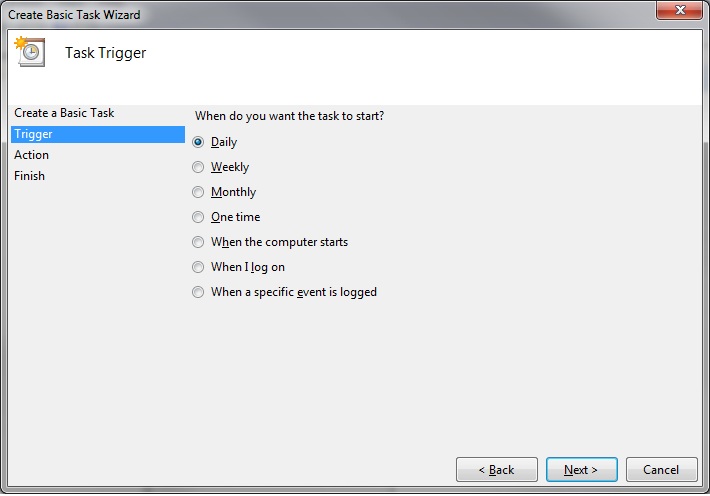 Create Basic Task Wizard
Task Trigger
Create a Basic Task
Trigger
Action
Finish
When do you want the task to start?
Daily
Weekly
Monthly
One time
When the computer starts
When I log on
When a specific event is logged
< Back
Next >
Cancel